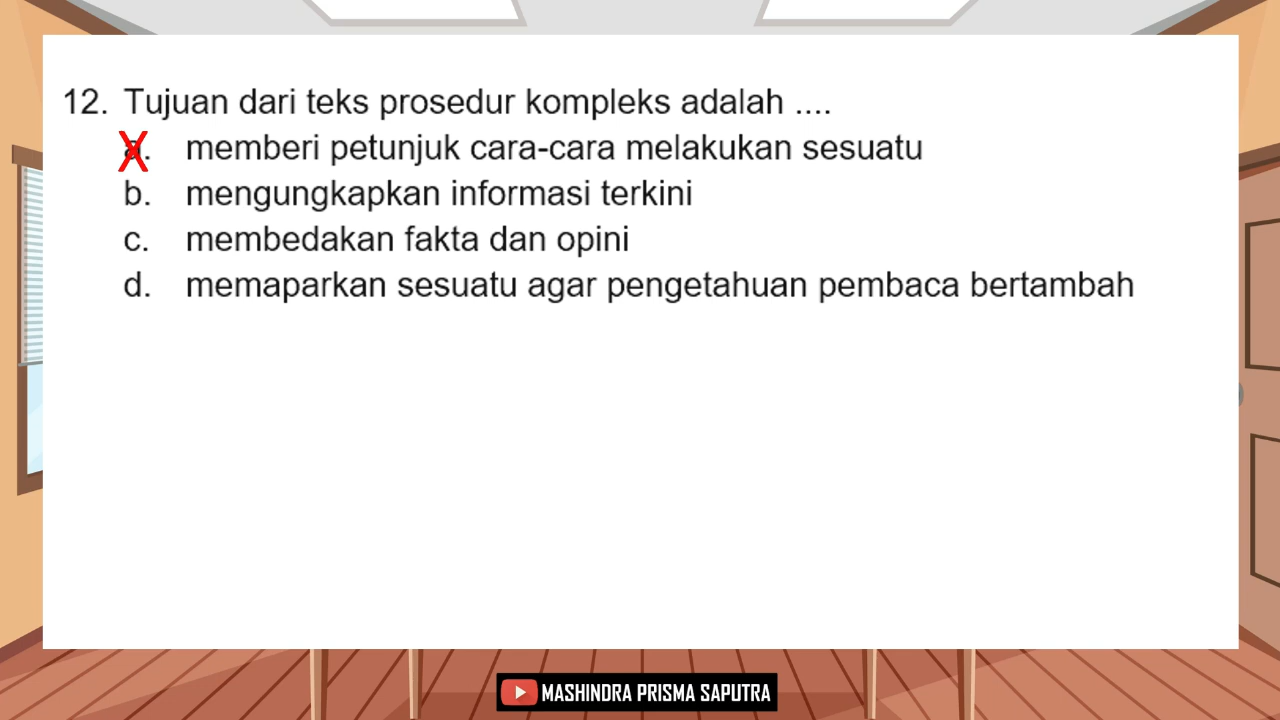 12. Tujuan dari teks prosedur kompleks adalah ....
a. memberi petunjuk cara-cara melakukan sesuatu
b. mengungkapkan informasi terkini
c. membedakan fakta dan opini
d. memaparkan sesuatu agar pengetahuan pembaca bertambah
MASHINDRA PRISMA SAPUTRA